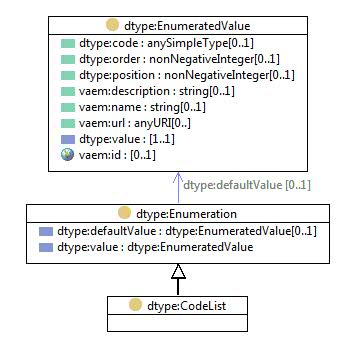 dtype:EnumeratedValue
dtype:code : anySimpleType[0..1]
dtype:order : nonNegativeInteger[0..1]
dtype:position : nonNegativeInteger[0..1]
vaem:description : string[0..1]
vaem:name : string[0..1]
vaem:url : anyURI[0..]
dtype:value : [1..1]
vaem:id : [0..1]
dtype:defaultValue [0..1]
dtype:Enumeration
dtype:defaultValue : dtype:EnumeratedValue[0..1]
dtype:value : dtype:EnumeratedValue
dtype:CodeList